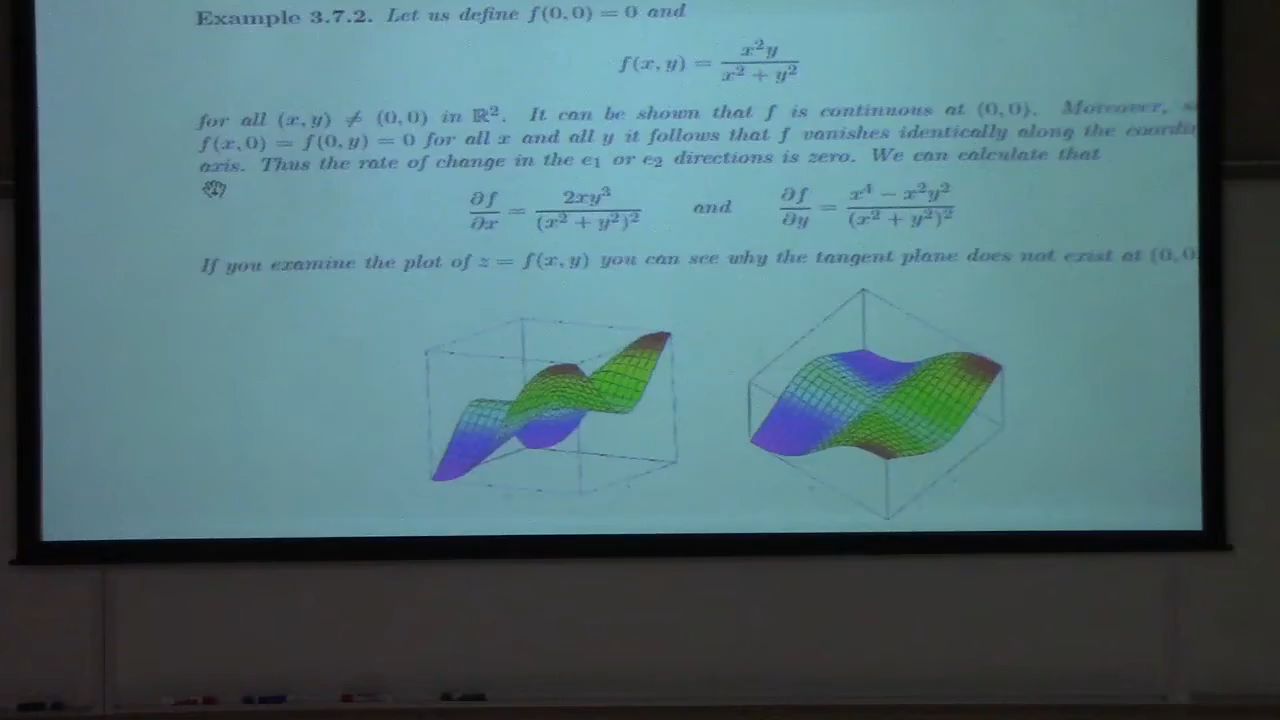 Example 3.7.2. Let us define f(0, 0) = 0 and
f(x, y) = x²y / (x² + y²)
for all (x, y) ≠ (0, 0) in ℝ². It can be shown that f is continuous at (0, 0). Moreover,
f(x, 0) = f(0, y) = 0 for all x and all y it follows that f vanishes identically along the
axis. Thus the rate of change in the e₁ or e₂ directions is zero. We can calculate that
∂f/∂x = 2xy³ / (x² + y²)² and ∂f/∂y = (x⁴ − x²y²) / (x² + y²)²
If you examine the plot of z = f(x, y) you can see why the tangent plane does not exist at (0, 0